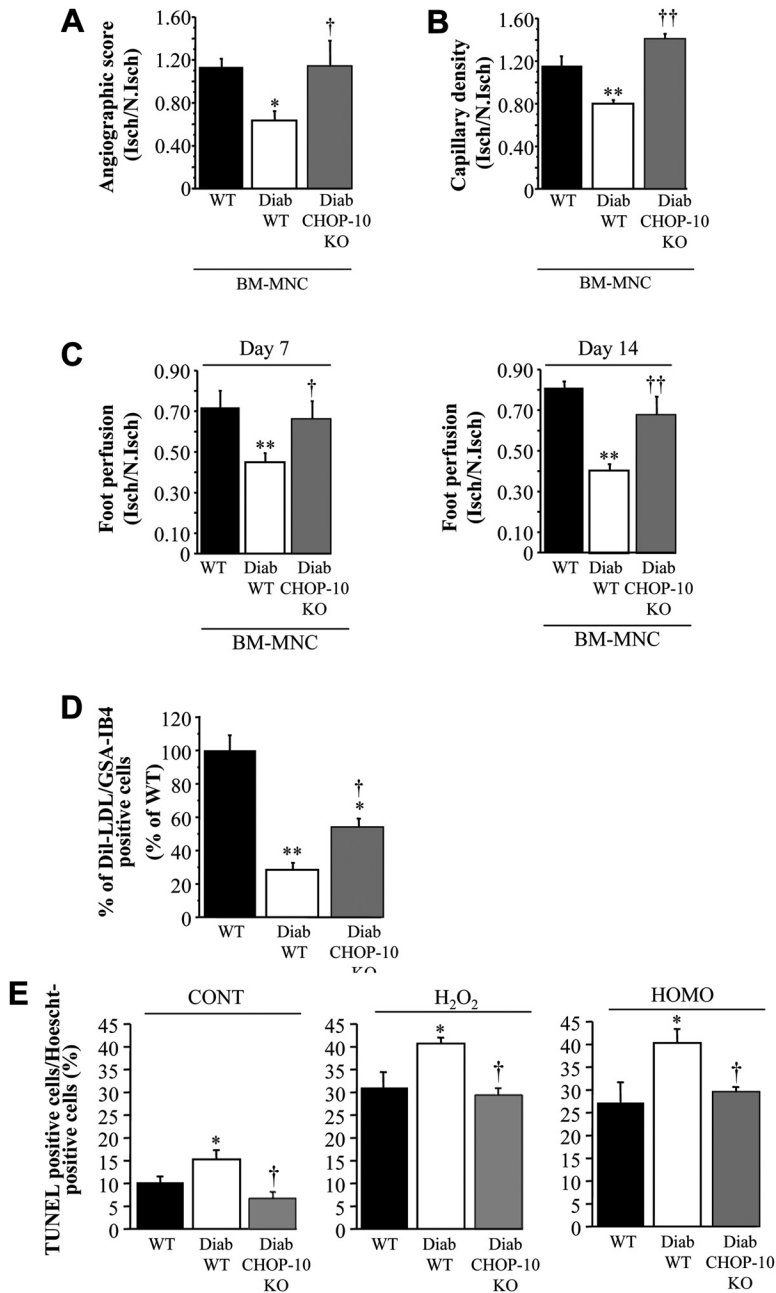 A
Angiographic score
(Isch/N.Isch)
1.60
1.20
0.80
0.40
0
*
†
WT
Diab
WT
Diab
CHOP-10
KO
BM-MNC
B
Capillary density
(Isch/N.Isch)
1.60
1.20
0.80
0.40
0
**
††
WT
Diab
WT
Diab
CHOP-10
KO
BM-MNC
C
Day 7
Foot perfusion
(Isch/N.Isch)
0.90
0.70
0.50
0.30
0.10
0
**
†
WT
Diab
WT
Diab
CHOP-10
KO
BM-MNC
Day 14
Foot perfusion
(Isch/N.Isch)
0.90
0.70
0.50
0.30
0.10
0
**
††
WT
Diab
WT
Diab
CHOP-10
KO
BM-MNC
D
% of Dil-LDL/GSA-IB4
positive cells
(% of WT)
120
100
80
60
40
20
0
**
†
*
WT
Diab
WT
Diab
CHOP-10
KO
E
TUNEL positive cells/Hoescht-
positive cells (%)
CONT
45
40
35
30
25
20
15
10
5
0
*
†
WT
Diab
WT
Diab
CHOP-10
KO
H2O2
45
40
35
30
25
20
15
10
5
0
*
†
WT
Diab
WT
Diab
CHOP-10
KO
HOMO
45
40
35
30
25
20
15
10
5
0
*
†
WT
Diab
WT
Diab
CHOP-10
KO